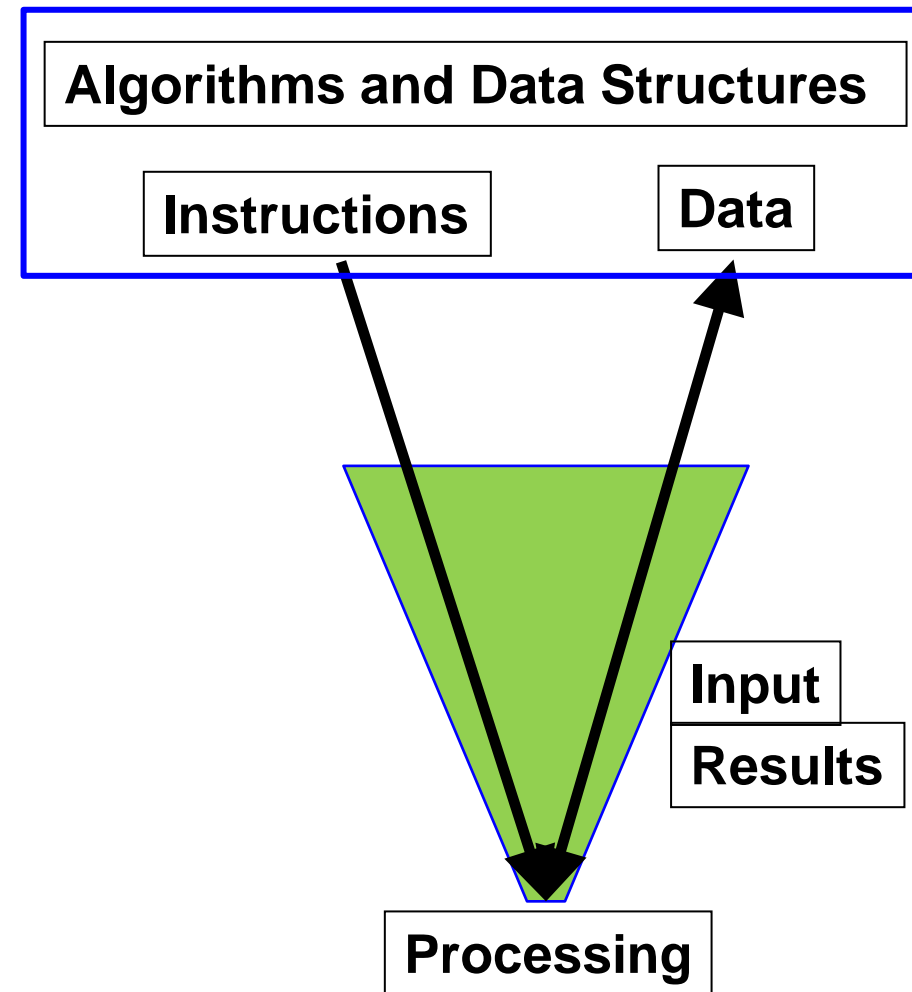 Algorithms and Data Structures
Instructions
Data
Input
Results
Processing